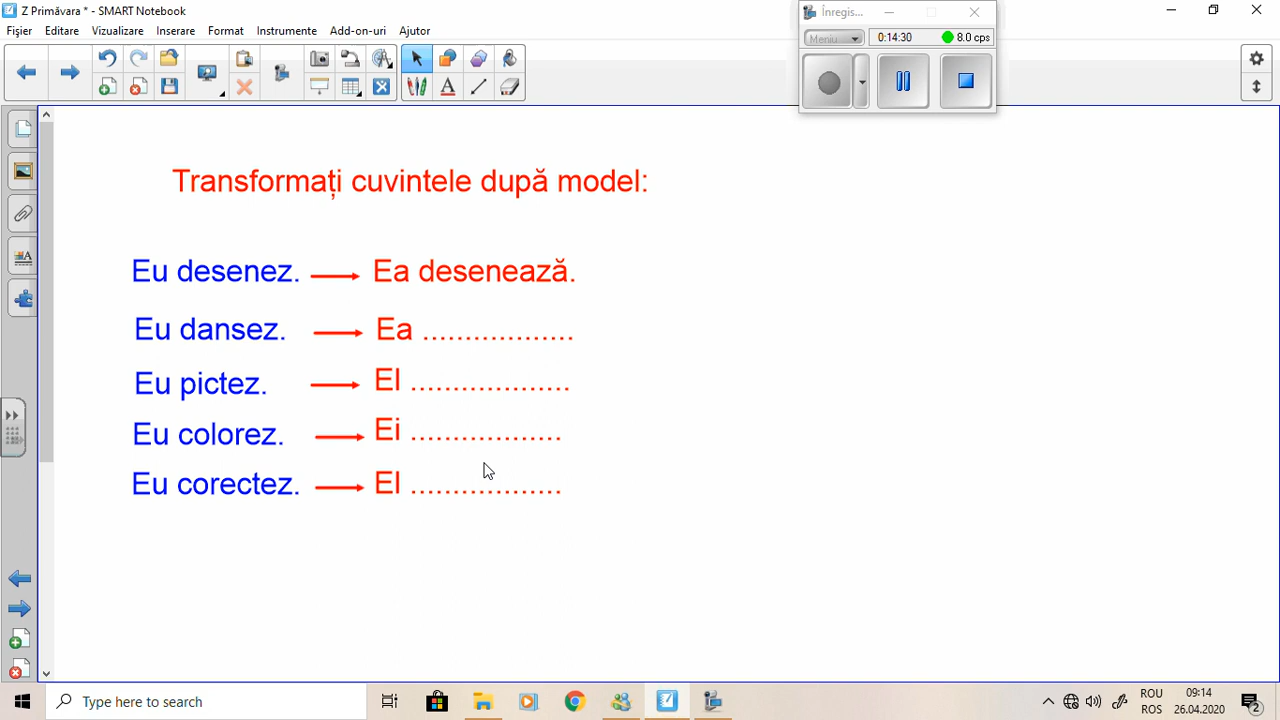 Z Primăvara * - SMART Notebook
Fișier Editare Vizualizare Inserare Format Instrumente Add-on-uri Ajutor
Înregis...
Meniu 0:14:30 8.0 cps
Transformați cuvintele după model:
Eu desenez. Ea desenează.
Eu dansez. Ea ..................
Eu pictez. El ...................
Eu colorez. Ei ..................
Eu corectez. El ..................
Type here to search
ROU 09:14
ROS 26.04.2020 2